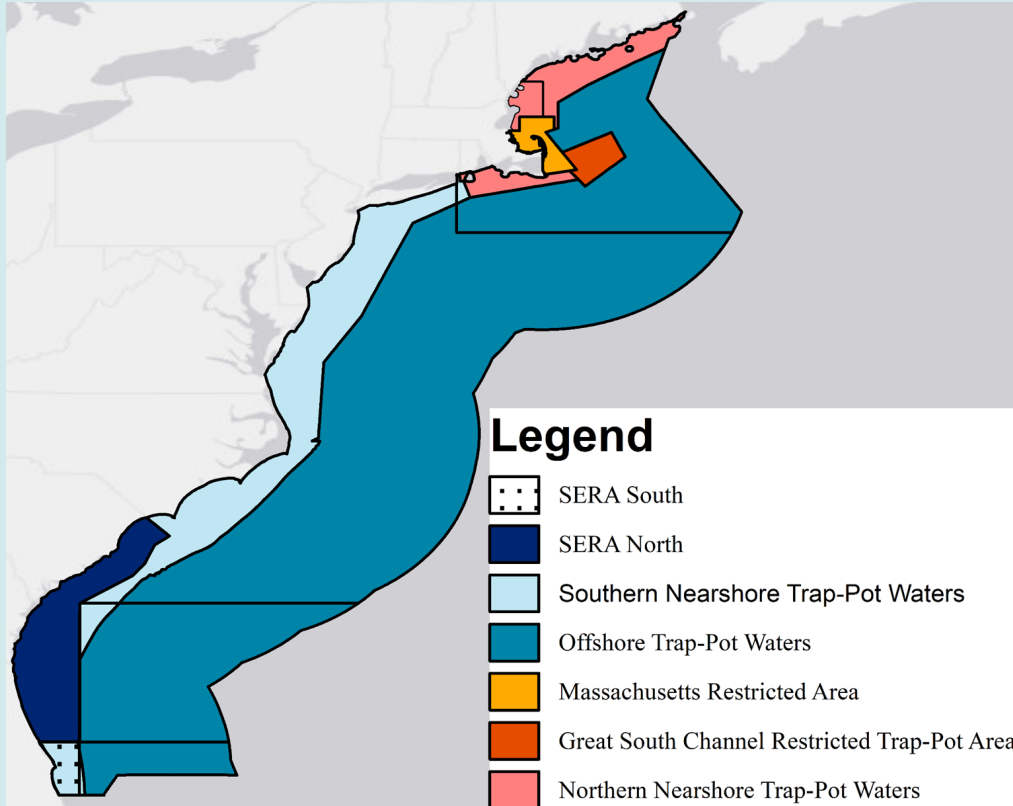 Legend
SERA South
SERA North
Southern Nearshore Trap-Pot Waters
Offshore Trap-Pot Waters
Massachusetts Restricted Area
Great South Channel Restricted Trap-Pot Area
Northern Nearshore Trap-Pot Waters